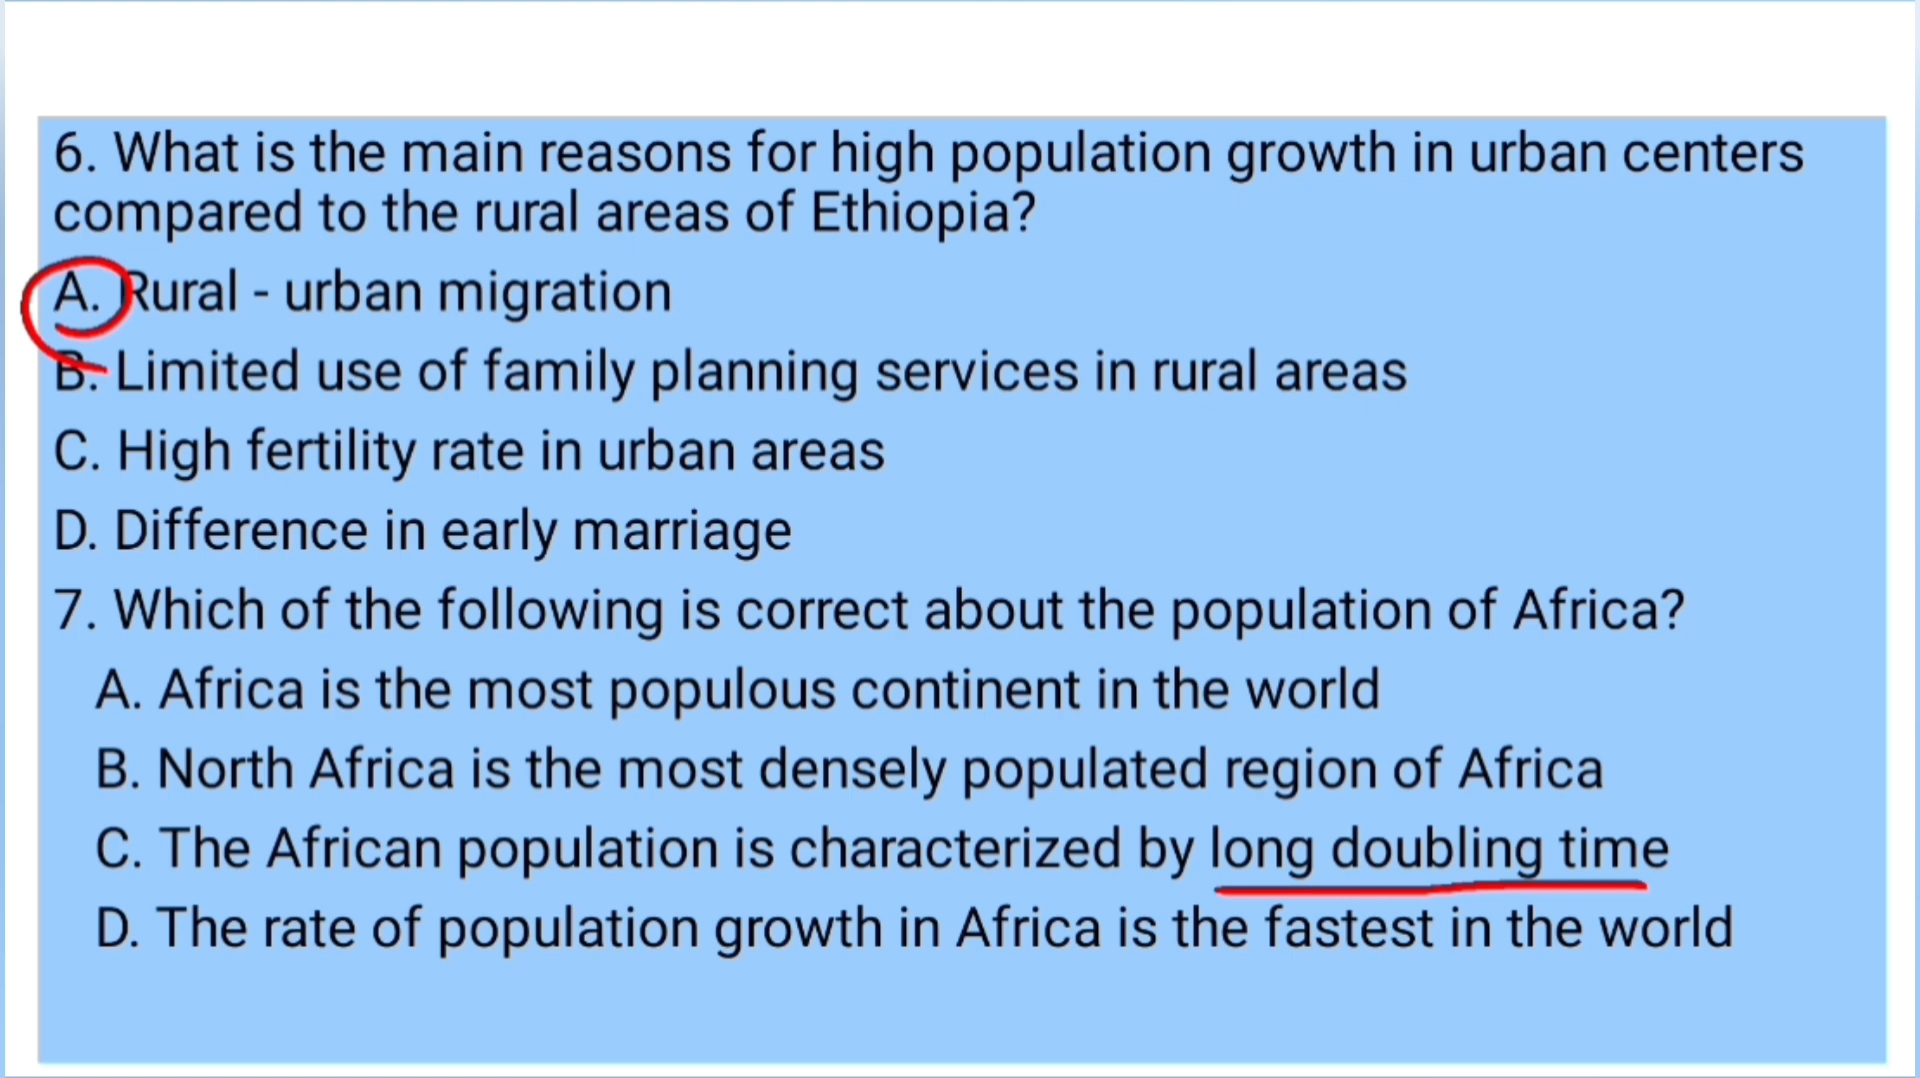 6. What is the main reasons for high population growth in urban centers
compared to the rural areas of Ethiopia?
A. Rural - urban migration
B. Limited use of family planning services in rural areas
C. High fertility rate in urban areas
D. Difference in early marriage
7. Which of the following is correct about the population of Africa?
A. Africa is the most populous continent in the world
B. North Africa is the most densely populated region of Africa
C. The African population is characterized by long doubling time
D. The rate of population growth in Africa is the fastest in the world